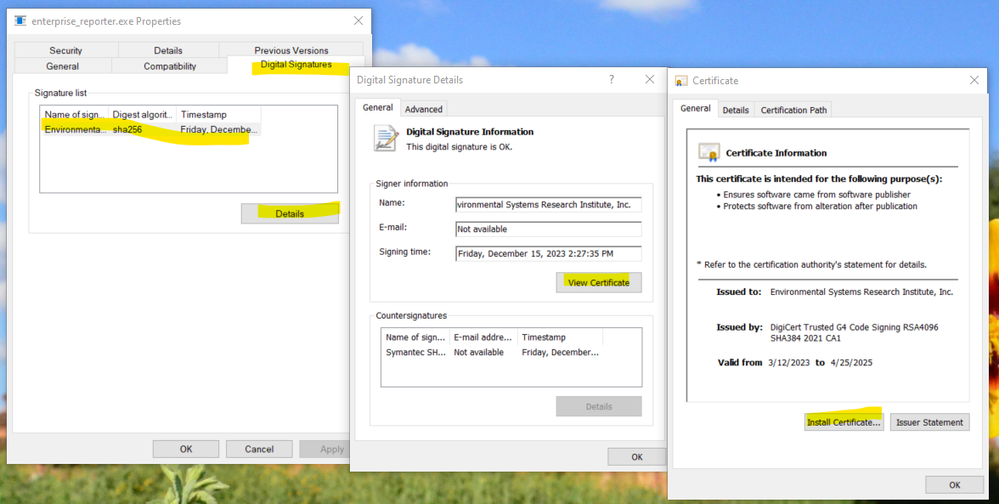 enterprise_reporter.exe Properties
Security Details Previous Versions
General Compatibility Digital Signatures
Signature list
Name of sign... Digest algorit... Timestamp
Environmenta... sha256 Friday, Decembe...
Details
OK Cancel Apply
Digital Signature Details
General Advanced
Digital Signature Information
This digital signature is OK.
Signer information
Name: vironmental Systems Research Institute, Inc.
E-mail: Not available
Signing time: Friday, December 15, 2023 2:27:35 PM
View Certificate
Countersignatures
Name of sign... E-mail addre... Timestamp
Symantec SH... Not available Friday, December...
Details
OK
Certificate
General Details Certification Path
Certificate Information
This certificate is intended for the following purpose(s):
• Ensures software came from software publisher
• Protects software from alteration after publication
* Refer to the certification authority's statement for details.
Issued to: Environmental Systems Research Institute, Inc.
Issued by: DigiCert Trusted G4 Code Signing RSA4096
SHA384 2021 CA1
Valid from 3/12/2023 to 4/25/2025
Install Certificate... Issuer Statement
OK